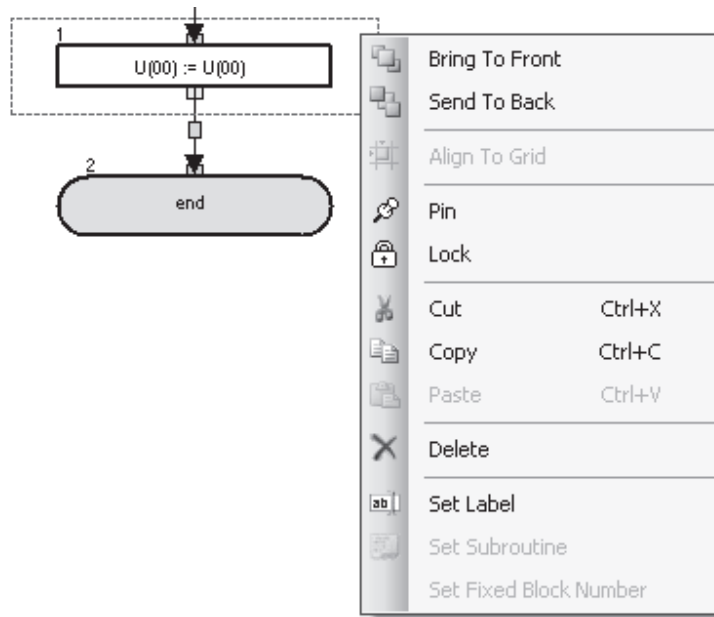 1
U(00) := U(00)
2
end
Bring To Front
Send To Back
Align To Grid
Pin
Lock
Cut Ctrl+X
Copy Ctrl+C
Paste Ctrl+V
Delete
ab Set Label
Set Subroutine
Set Fixed Block Number